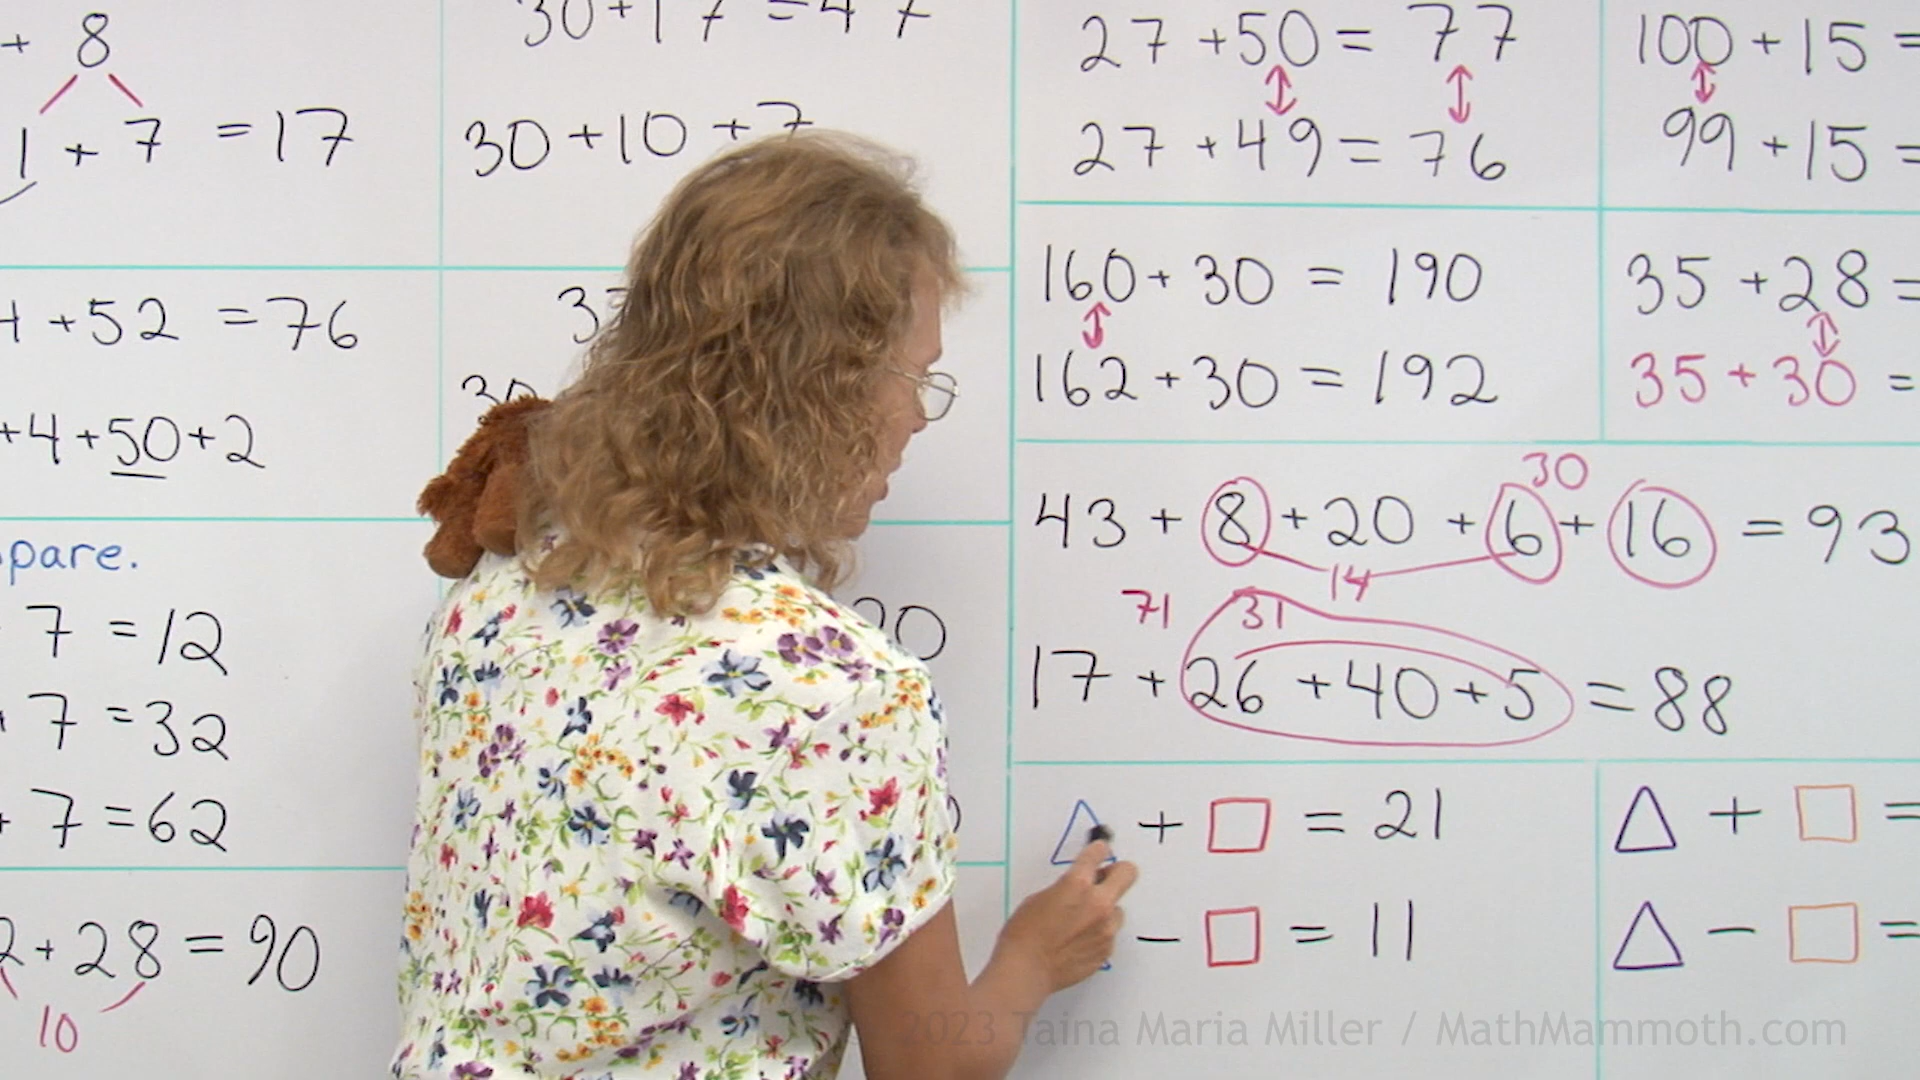 + 8
1 + 7 = 17
4 + 52 = 76
+ 4 + 50 + 2
pare.
7 = 12
+ 7 = 32
+ 7 = 62
2 + 28 = 90
10
30 + 17 = 47
30 + 10 + 7
3
30
20
27 + 50 = 77
27 + 49 = 76
100 + 15 =
99 + 15 =
160 + 30 = 190
162 + 30 = 192
35 + 28 =
35 + 30 =
30
43 + 8 + 20 + 6 + 16 = 93
14
71 31
17 + 26 + 40 + 5 = 88
△ + □ = 21
− □ = 11
△ + □ =
△ − □ =
2023 Taina Maria Miller / MathMammoth.com